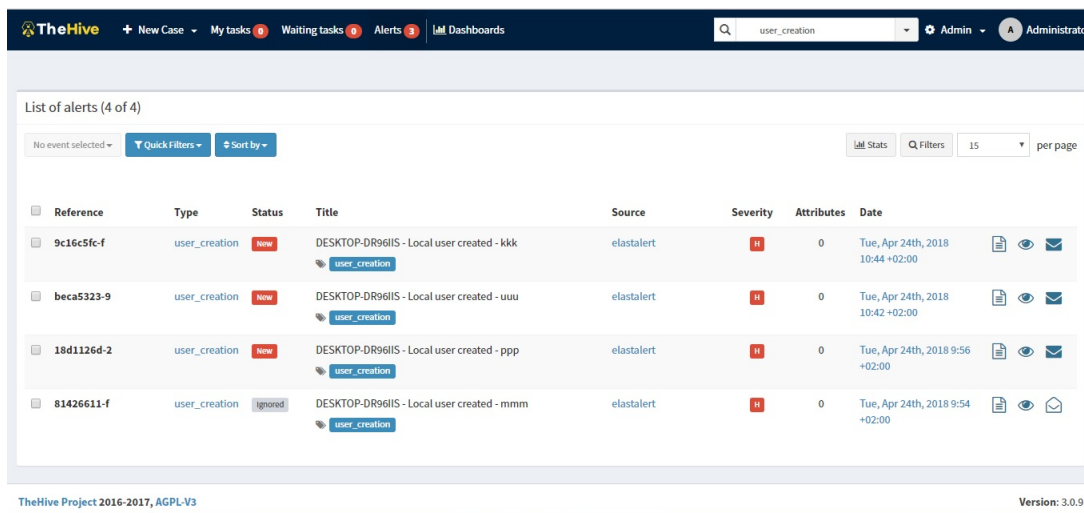 TheHive + New Case My tasks 0 Waiting tasks 0 Alerts 3 Dashboards user_creation Admin A Administrato
List of alerts (4 of 4)
No event selected Quick Filters Sort by Stats Filters 15 per page
Reference Type Status Title Source Severity Attributes Date
9c16c5fc-f user_creation New DESKTOP-DR96IIS - Local user created - kkk elastalert H 0 Tue, Apr 24th, 2018
user_creation 10:44 +02:00
beca5323-9 user_creation New DESKTOP-DR96IIS - Local user created - uuu elastalert H 0 Tue, Apr 24th, 2018
user_creation 10:42 +02:00
18d1126d-2 user_creation New DESKTOP-DR96IIS - Local user created - ppp elastalert H 0 Tue, Apr 24th, 2018 9:56
user_creation +02:00
81426611-f user_creation Ignored DESKTOP-DR96IIS - Local user created - mmm elastalert H 0 Tue, Apr 24th, 2018 9:54
user_creation +02:00
TheHive Project 2016-2017, AGPL-V3 Version: 3.0.9